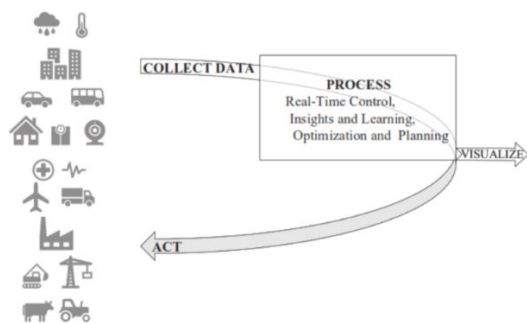 COLLECT DATA
PROCESS
Real-Time Control,
Insights and Learning,
Optimization and Planning
VISUALIZE
ACT